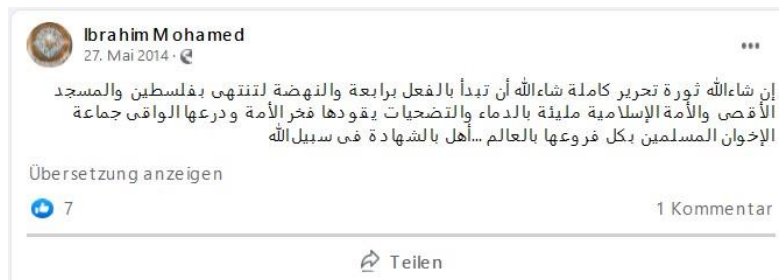 Ibrahim Mohamed
27. Mai 2014
إن شاءالله ثورة تحرير كاملة شاءالله أن تبدأ بالفعل برابعة والنهضة لتنتهى بفلسطين والمسجد
الأقصى والأمة الإسلامية مليئة بالدماء والتضحيات يقودها فخر الأمة ودرعها الواقى جماعة
الإخوان المسلمين بكل فروعها بالعالم ...أهل بالشهادة فى سبيل الله
Übersetzung anzeigen
7
1 Kommentar
Teilen